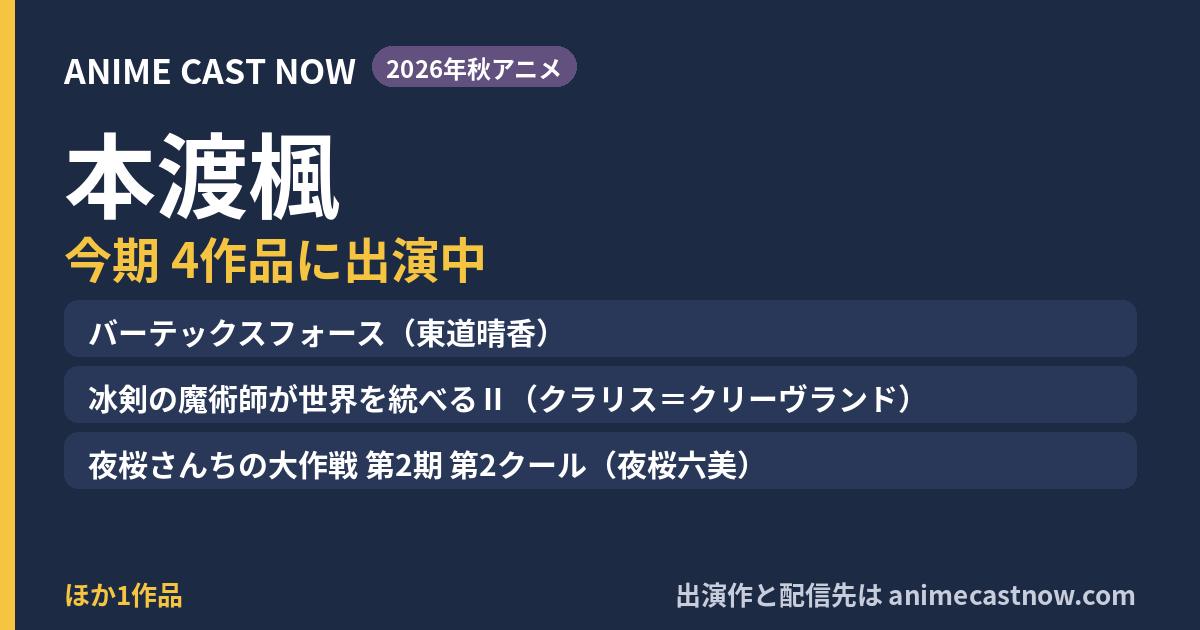 ANIME CAST NOW 2026年秋アニメ
本渡楓
今期 4作品に出演中
バーテックスフォース（東道晴香）
冰剣の魔術師が世界を統べるⅡ（クラリス＝クリーヴランド）
夜桜さんちの大作戦 第2期 第2クール（夜桜六美）
ほか1作品
出演作と配信先は animecastnow.com